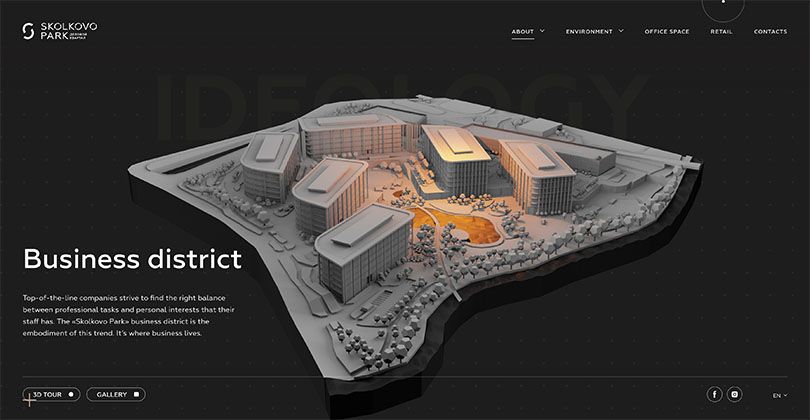 SKOLKOVO
PARK ДЕЛОВОЙ
КВАРТАЛ
ABOUT
ENVIRONMENT
OFFICE SPACE
RETAIL
CONTACTS
IDEOLOGY
Business district
Top-of-the-line companies strive to find the right balance
between professional tasks and personal interests that their
staff has. The «Skolkovo Park» business district is the
embodiment of this trend. It's where business lives.
3D TOUR
GALLERY
EN